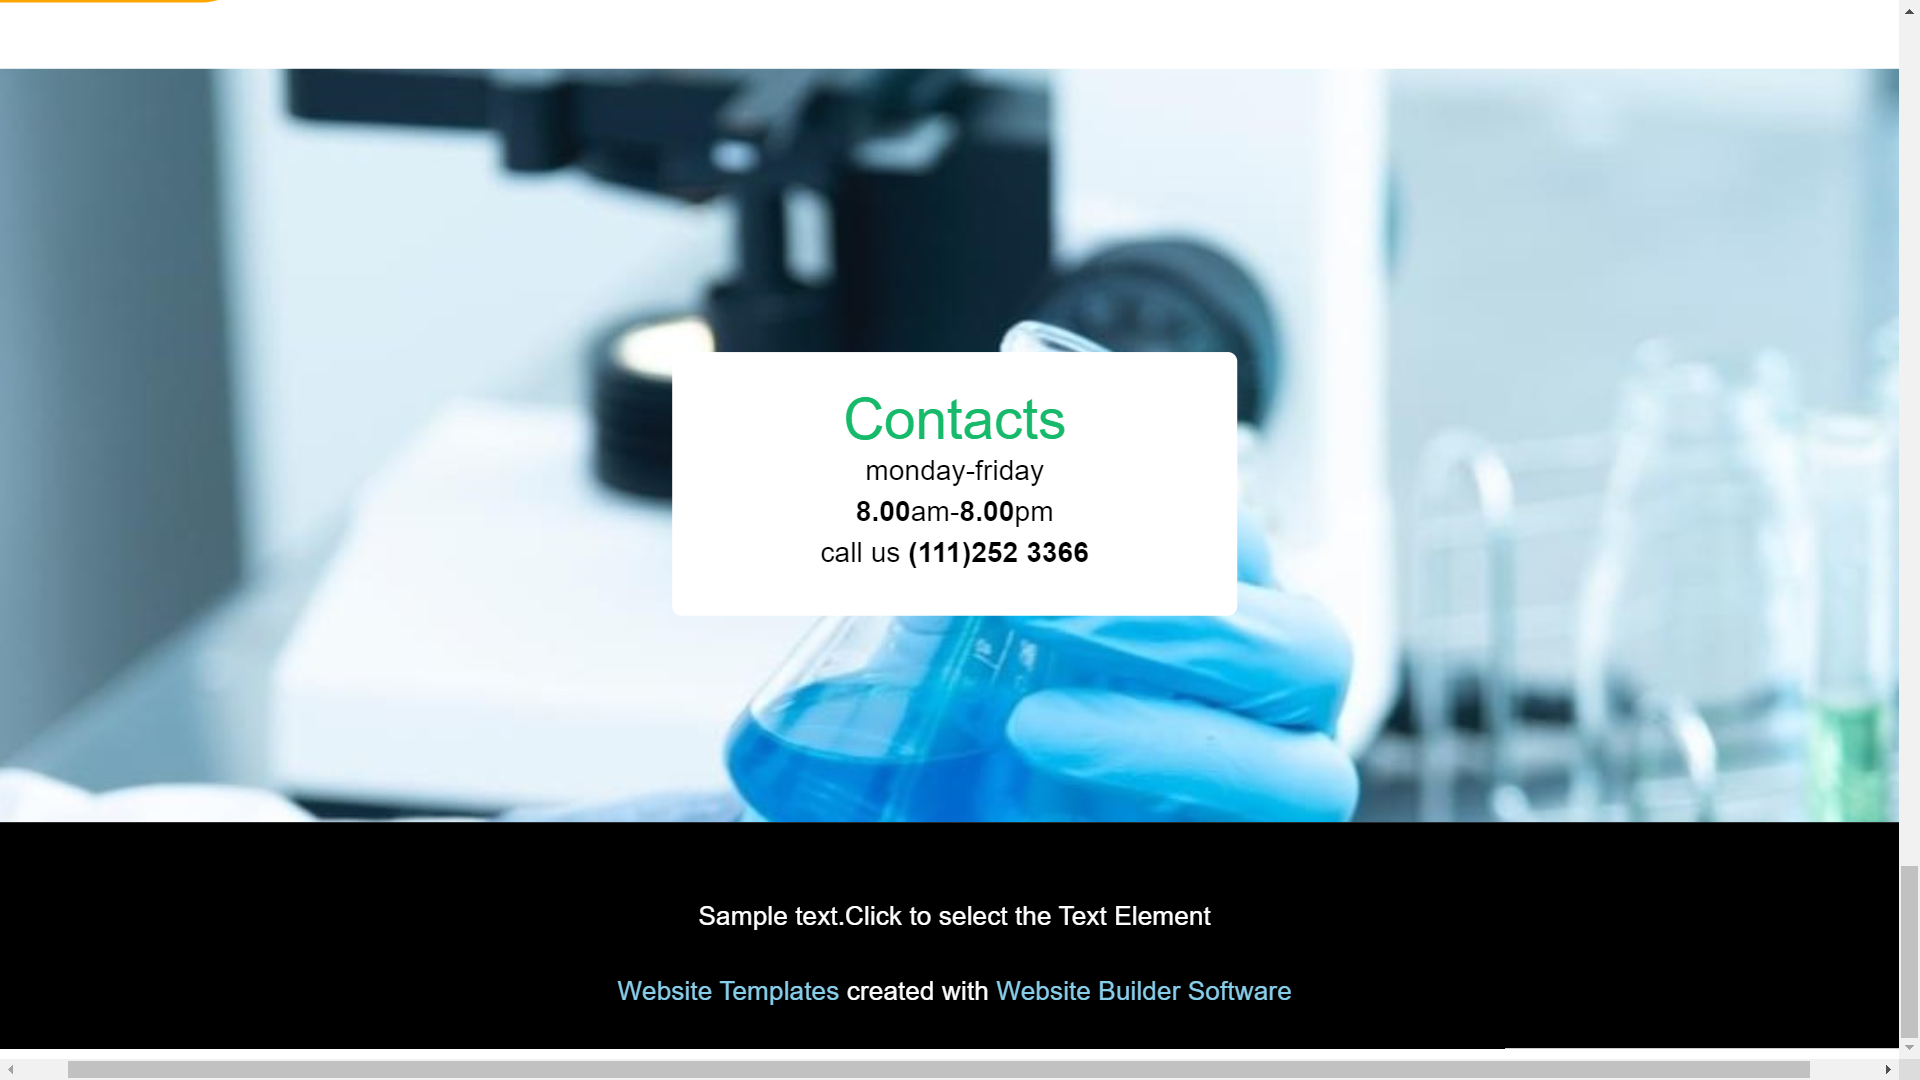 Contacts
monday-friday
8.00am-8.00pm
call us (111)252 3366
Sample text.Click to select the Text Element
Website Templates created with Website Builder Software